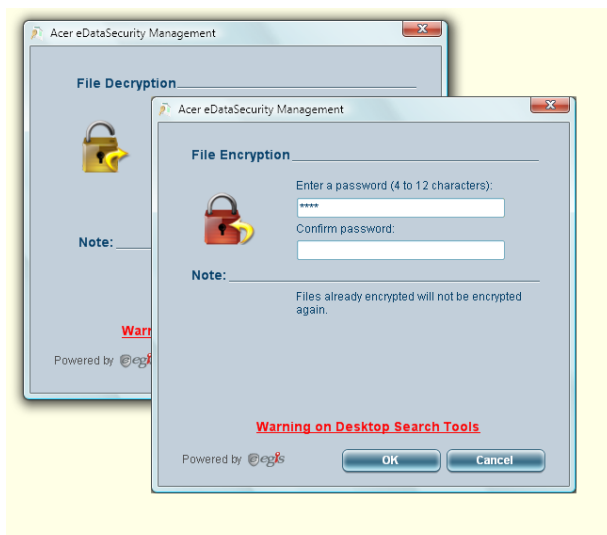 Acer eDataSecurity Management
File Decryption
Note:
Powered by egis
Acer eDataSecurity Management
File Encryption
Enter a password (4 to 12 characters):
****
Confirm password:
Note:
Files already encrypted will not be encrypted
again.
Warning on Desktop Search Tools
Powered by egis
OK
Cancel